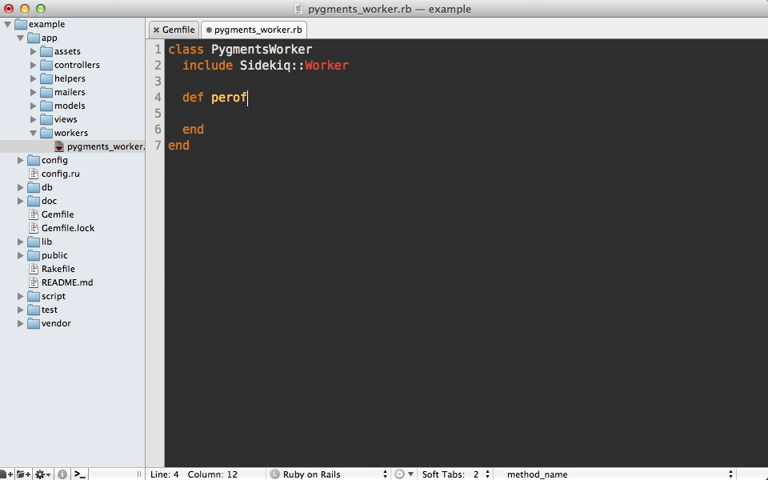 pygments_worker.rb — example
example
app
assets
controllers
helpers
mailers
models
views
workers
pygments_worker.
config
config.ru
db
doc
Gemfile
Gemfile.lock
lib
public
Rakefile
README.md
script
test
vendor
Gemfile
pygments_worker.rb
1 class PygmentsWorker
2 include Sidekiq::Worker
3
4 def perof
5
6 end
7 end
Line: 4 Column: 12
Ruby on Rails
Soft Tabs: 2
method_name